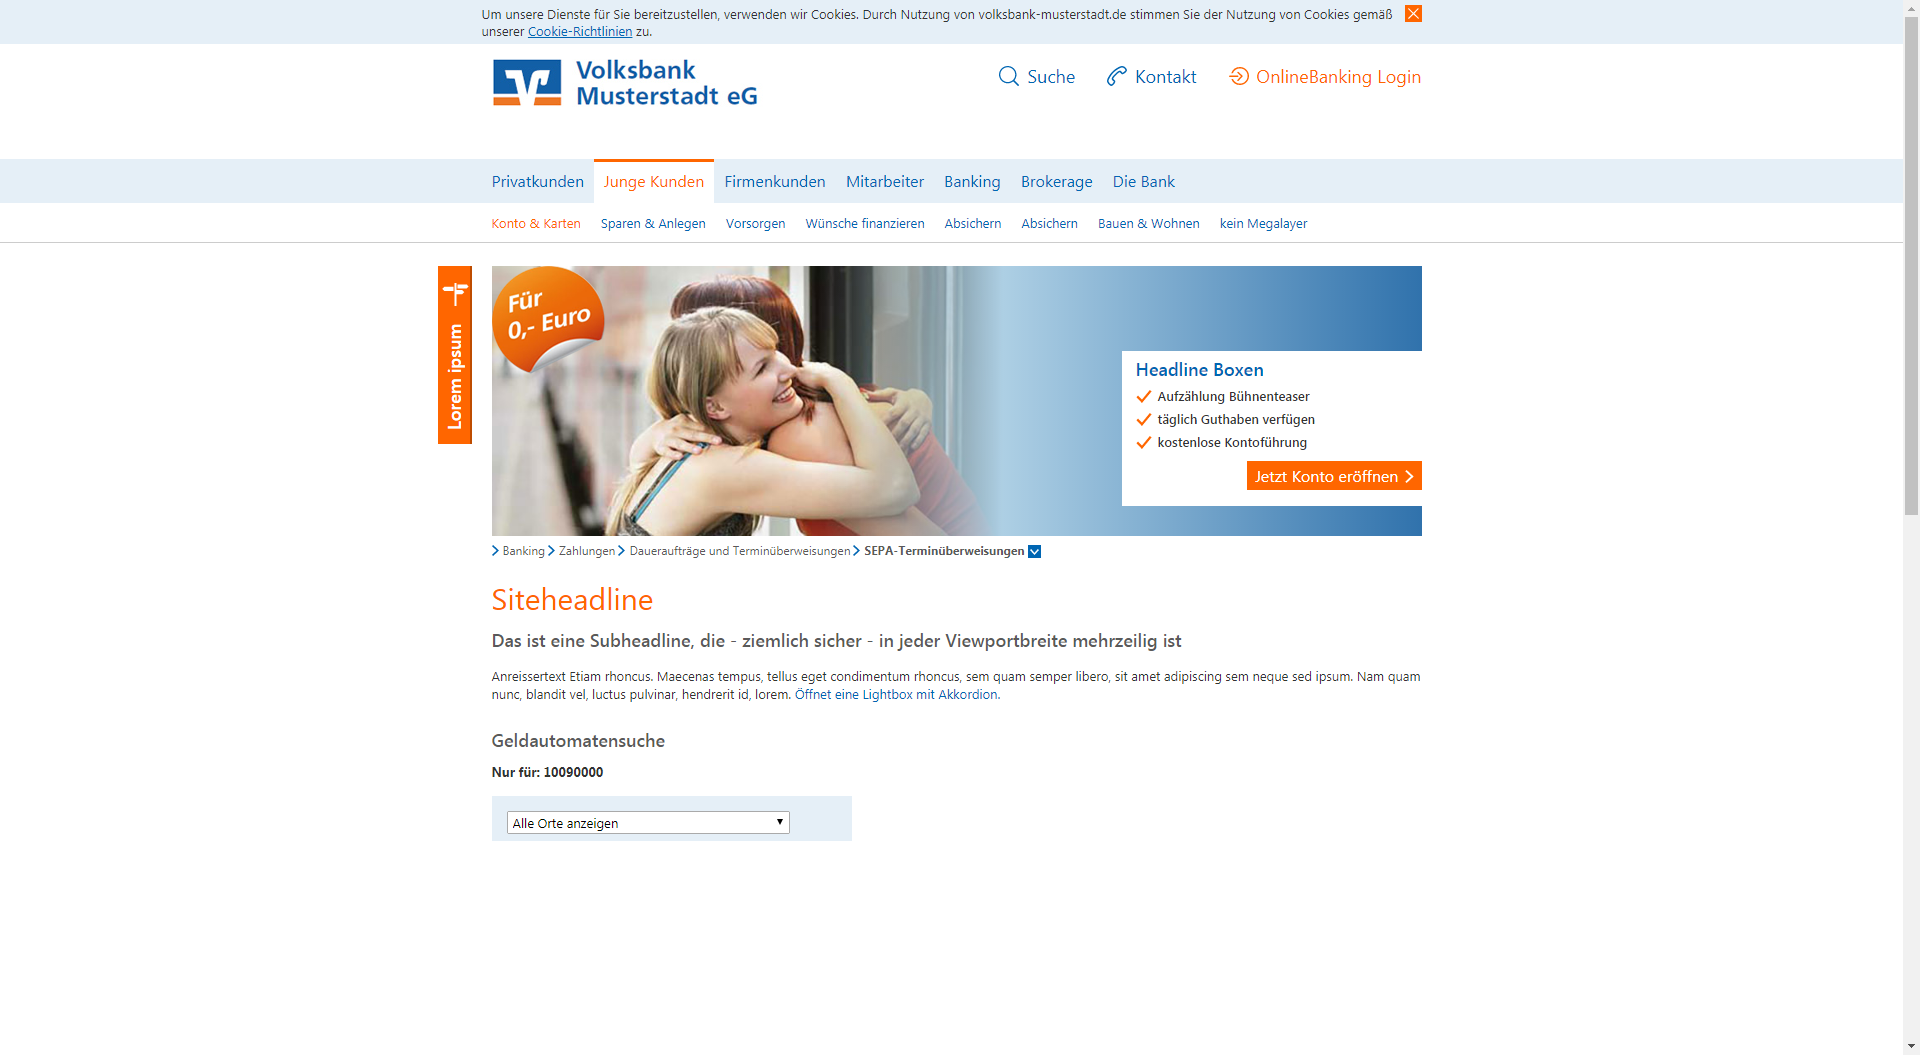 Um unsere Dienste für Sie bereitzustellen, verwenden wir Cookies. Durch Nutzung von volksbank-musterstadt.de stimmen Sie der Nutzung von Cookies gemäß
unserer Cookie-Richtlinien zu.
Volksbank
Musterstadt eG
Suche
Kontakt
OnlineBanking Login
Privatkunden
Junge Kunden
Firmenkunden
Mitarbeiter
Banking
Brokerage
Die Bank
Konto & Karten
Sparen & Anlegen
Vorsorgen
Wünsche finanzieren
Absichern
Absichern
Bauen & Wohnen
kein Megalayer
Lorem ipsum
Für
0,- Euro
Headline Boxen
Aufzählung Bühnenteaser
täglich Guthaben verfügen
kostenlose Kontoführung
Jetzt Konto eröffnen
Banking Zahlungen Daueraufträge und Terminüberweisungen SEPA-Terminüberweisungen
Siteheadline
Das ist eine Subheadline, die - ziemlich sicher - in jeder Viewportbreite mehrzeilig ist
Anreissertext Etiam rhoncus. Maecenas tempus, tellus eget condimentum rhoncus, sem quam semper libero, sit amet adipiscing sem neque sed ipsum. Nam quam
nunc, blandit vel, luctus pulvinar, hendrerit id, lorem. Öffnet eine Lightbox mit Akkordion.
Geldautomatensuche
Nur für: 10090000
Alle Orte anzeigen